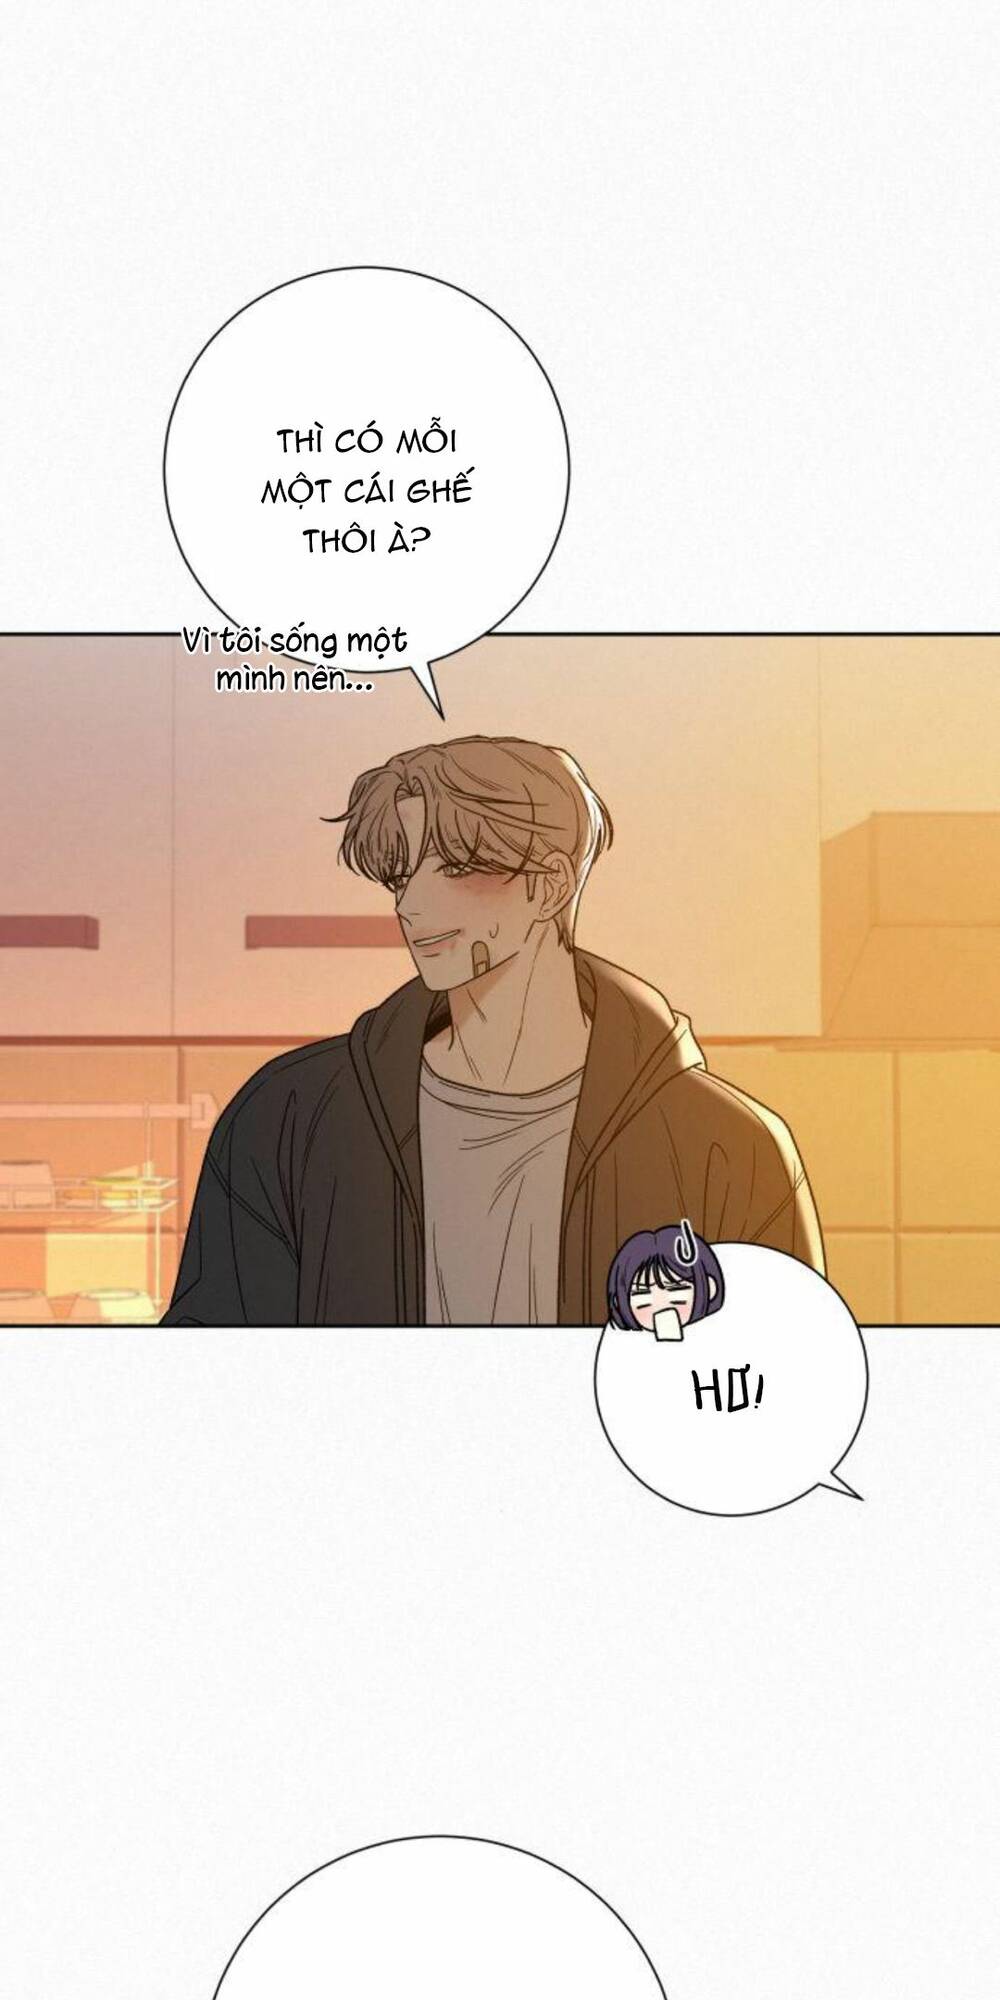 THÌ CÓ MỖI
MỘT CÁI GHẾ
THÔI À?
Vì tôi sống một
mình nên...
HƠ!